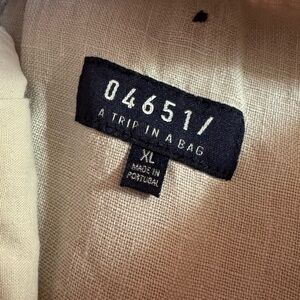 04651/
A TRIP IN A BAG
XL
MADE IN
PORTUGAL